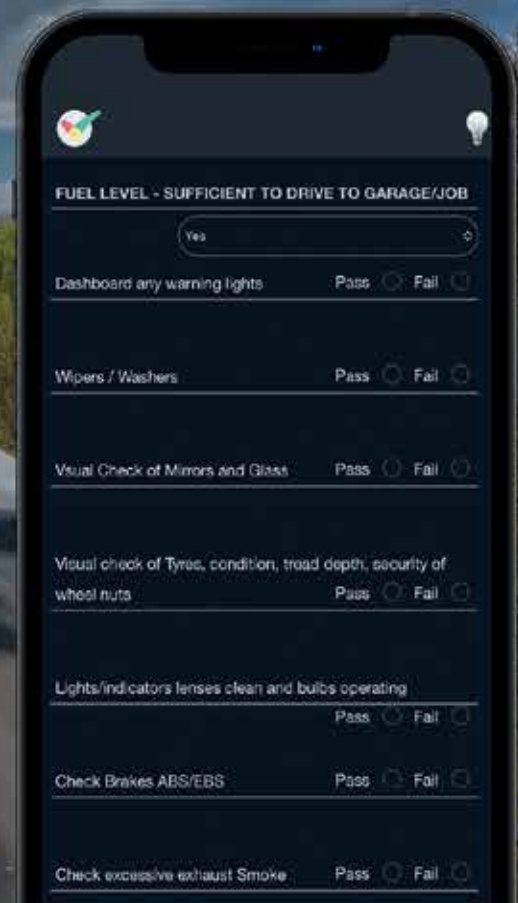 FUEL LEVEL - SUFFICIENT TO DRIVE TO GARAGE/JOB
Yes
Dashboard any warning lights Pass Fail
Wipers / Washers Pass Fail
Vsual Check of Mirrors and Glass Pass Fail
Visual check of Tyres, condition, tread depth, security of
wheel nuts Pass Fail
Lights/indicators lenses clean and bulbs operating
Pass Fail
Check Brakes ABS/EBS Pass Fail
Check excessive exhaust Smoke Pass Fail